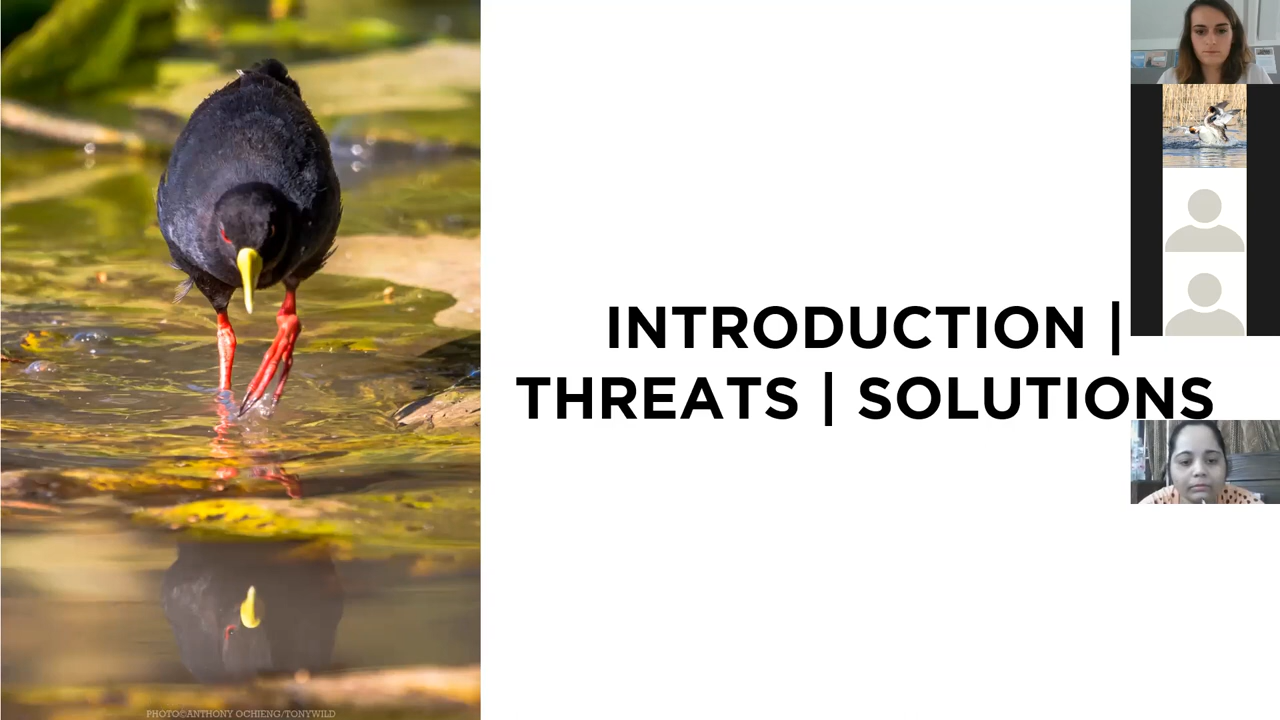 INTRODUCTION |
THREATS | SOLUTIONS
PHOTO©ANTHONY OCHIENG/TONYWILD